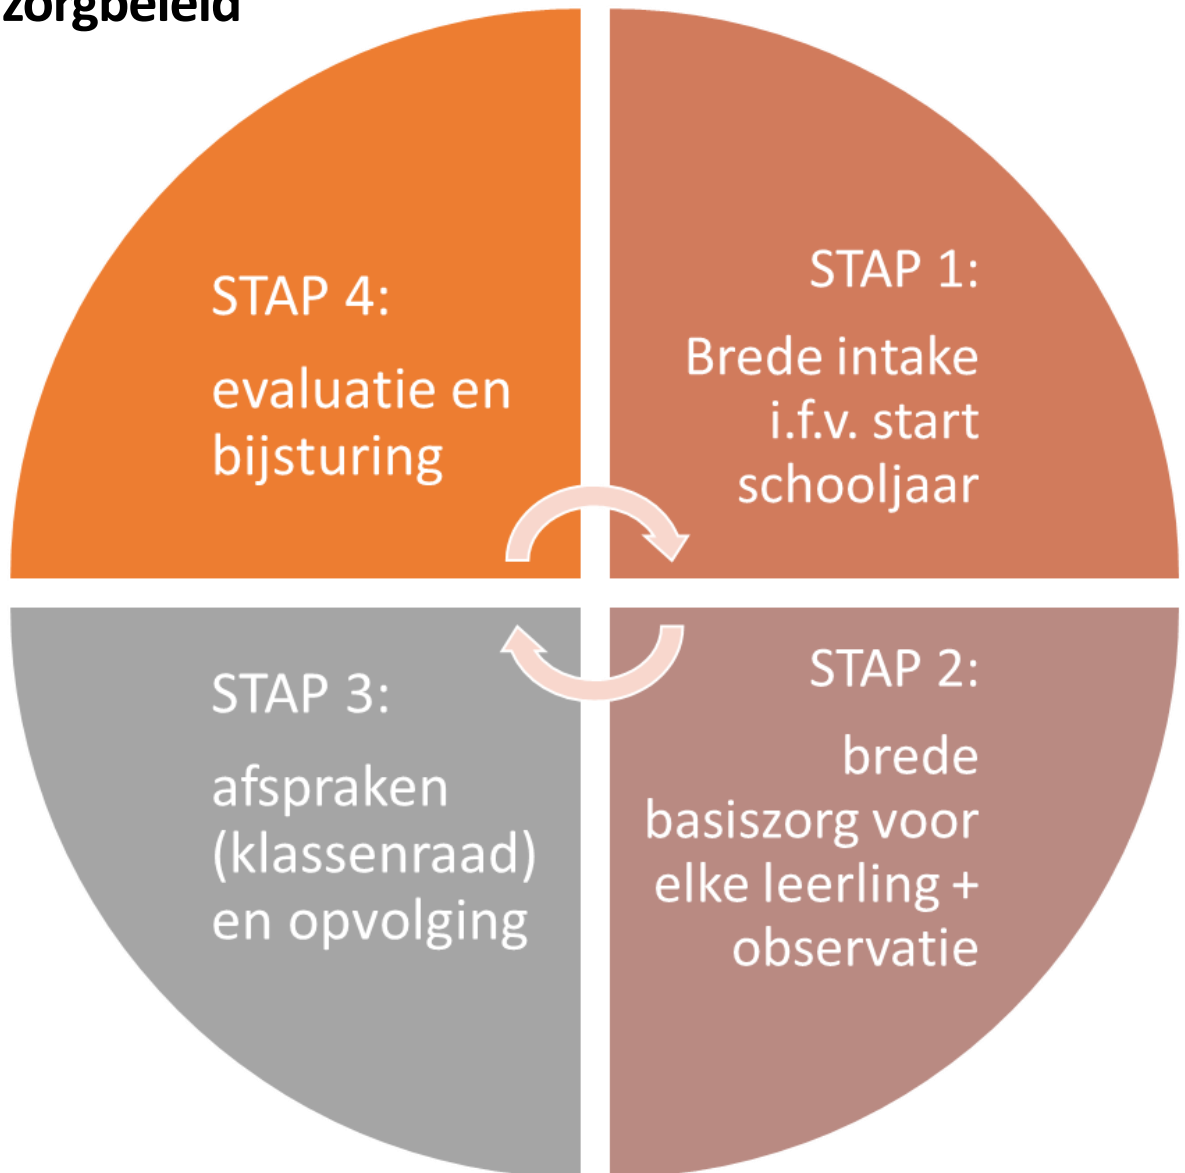 zorgbeleid
STAP 1:
Brede intake
i.f.v. start
schooljaar
STAP 2:
brede
basiszorg voor
elke leerling +
observatie
STAP 3:
afspraken
(klassenraad)
en opvolging
STAP 4:
evaluatie en
bijsturing